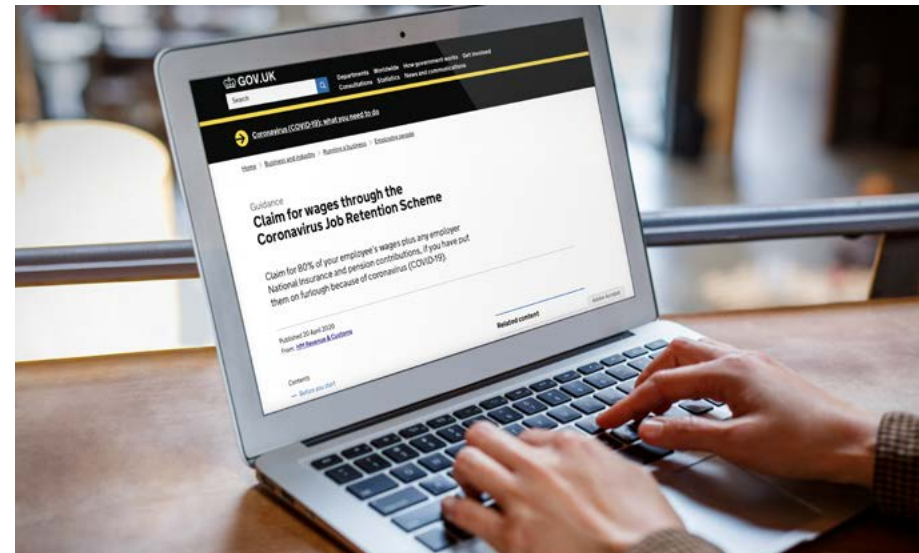 GOV.UK
Search
Departments Worldwide How government works Get involved
Consultations Statistics News and communications
Coronavirus (COVID-19): what you need to do
Home > Business and industry > Running a business > Employing people
Guidance
Claim for wages through the
Coronavirus Job Retention Scheme
Claim for 80% of your employee's wages plus any employer
National Insurance and pension contributions, if you have put
them on furlough because of coronavirus (COVID-19).
Published 20 April 2020
From: HM Revenue & Customs
Related content
Contents
— Before you start